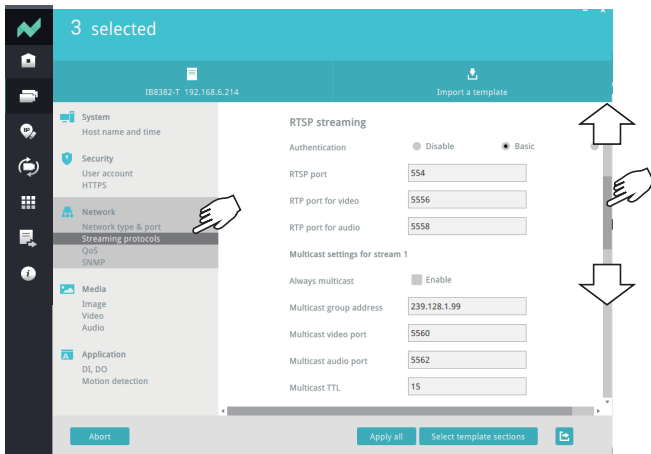 3 selected
IB8382-T 192.168.6.214
Import a template
System
Host name and time
Security
User account
HTTPS
Network
Network type & port
Streaming protocols
QoS
SNMP
Media
Image
Video
Audio
Application
DI, DO
Motion detection
RTSP streaming
Authentication Disable Basic
RTSP port 554
RTP port for video 5556
RTP port for audio 5558
Multicast settings for stream 1
Always multicast Enable
Multicast group address 239.128.1.99
Multicast video port 5560
Multicast audio port 5562
Multicast TTL 15
Abort Apply all Select template sections